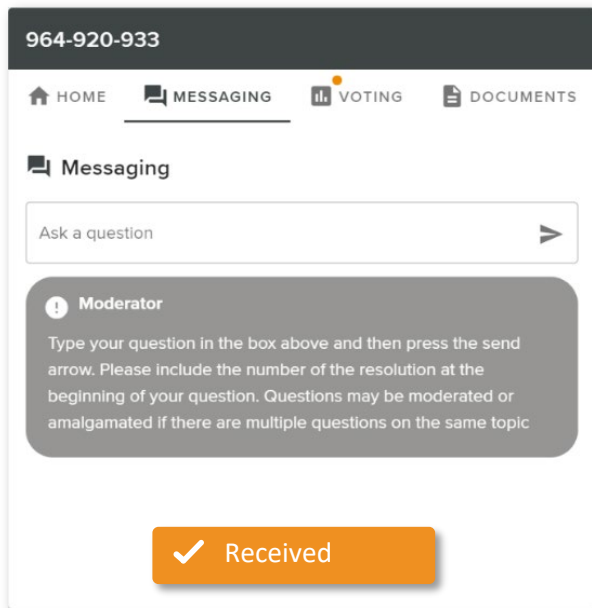 964-920-933
HOME MESSAGING VOTING DOCUMENTS
Messaging
Ask a question
Moderator
Type your question in the box above and then press the send
arrow. Please include the number of the resolution at the
beginning of your question. Questions may be moderated or
amalgamated if there are multiple questions on the same topic
Received